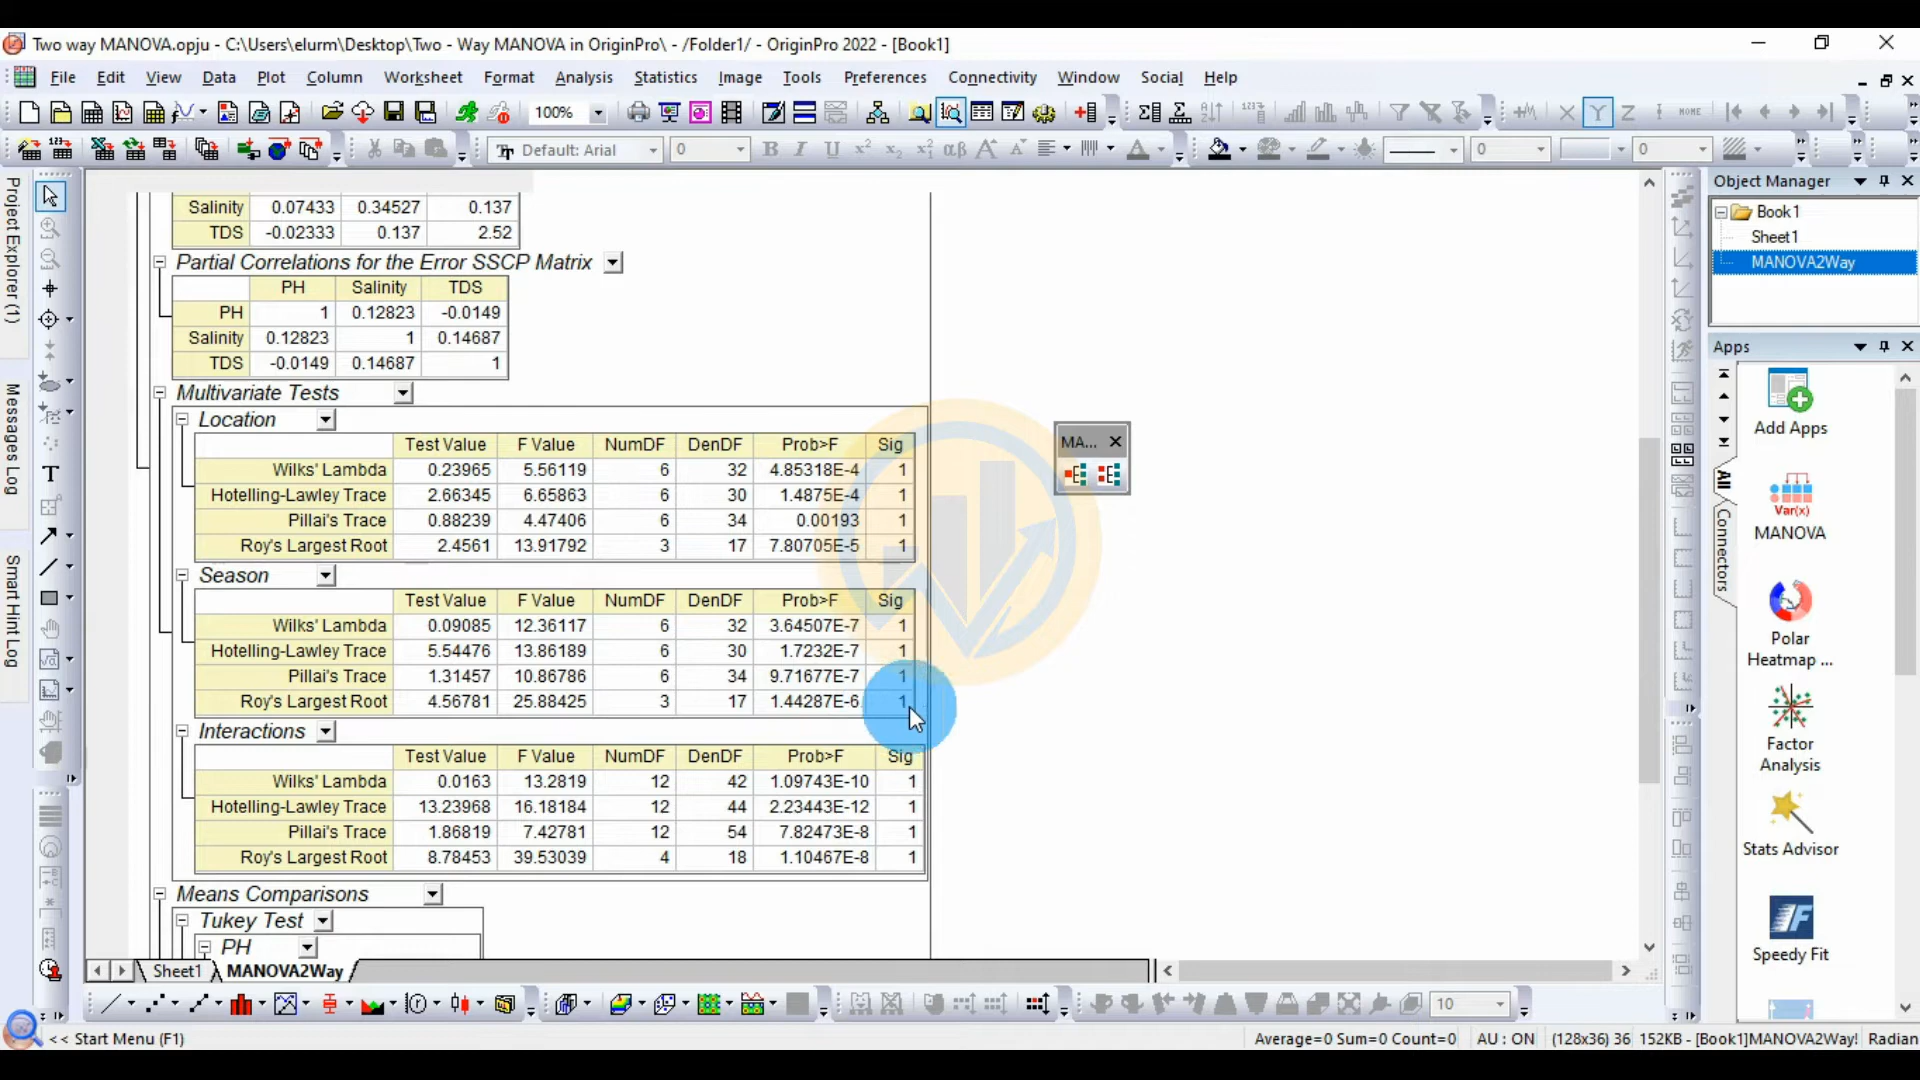 Two way MANOVA.opju - C:\Users\elurm\Desktop\Two - Way MANOVA in OriginPro\ - /Folder1/ - OriginPro 2022 - [Book1]
File Edit View Data Plot Column Worksheet Format Analysis Statistics Image Tools Preferences Connectivity Window Social Help
100% Y Z HOME
Default: Arial 0 B I U αβ A 0 0
Project Explorer (1)
Messages Log
Smart Hint Log
T
Salinity 0.07433 0.34527 0.137
TDS -0.02333 0.137 2.52
Partial Correlations for the Error SSCP Matrix
PH Salinity TDS
PH 1 0.12823 -0.0149
Salinity 0.12823 1 0.14687
TDS -0.0149 0.14687 1
Multivariate Tests
Location
Test Value F Value NumDF DenDF Prob>F Sig
Wilks' Lambda 0.23965 5.56119 6 32 4.85318E-4 1
Hotelling-Lawley Trace 2.66345 6.65863 6 30 1.4875E-4 1
Pillai's Trace 0.88239 4.47406 6 34 0.00193 1
Roy's Largest Root 2.4561 13.91792 3 17 7.80705E-5 1
Season
Test Value F Value NumDF DenDF Prob>F Sig
Wilks' Lambda 0.09085 12.36117 6 32 3.64507E-7 1
Hotelling-Lawley Trace 5.54476 13.86189 6 30 1.7232E-7 1
Pillai's Trace 1.31457 10.86786 6 34 9.71677E-7 1
Roy's Largest Root 4.56781 25.88425 3 17 1.44287E-6 1
Interactions
Test Value F Value NumDF DenDF Prob>F Sig
Wilks' Lambda 0.0163 13.2819 12 42 1.09743E-10 1
Hotelling-Lawley Trace 13.23968 16.18184 12 44 2.23443E-12 1
Pillai's Trace 1.86819 7.42781 12 54 7.82473E-8 1
Roy's Largest Root 8.78453 39.53039 4 18 1.10467E-8 1
Means Comparisons
Tukey Test
PH
MA...
Object Manager
Book1
Sheet1
MANOVA2Way
Apps
All
Connectors
Add Apps
Var(x)
MANOVA
Polar
Heatmap ...
Factor
Analysis
Stats Advisor
Speedy Fit
Sheet1 MANOVA2Way
10
<< Start Menu (F1) Average=0 Sum=0 Count=0 AU : ON (128x36) 36 152KB - [Book1]MANOVA2Way! Radian